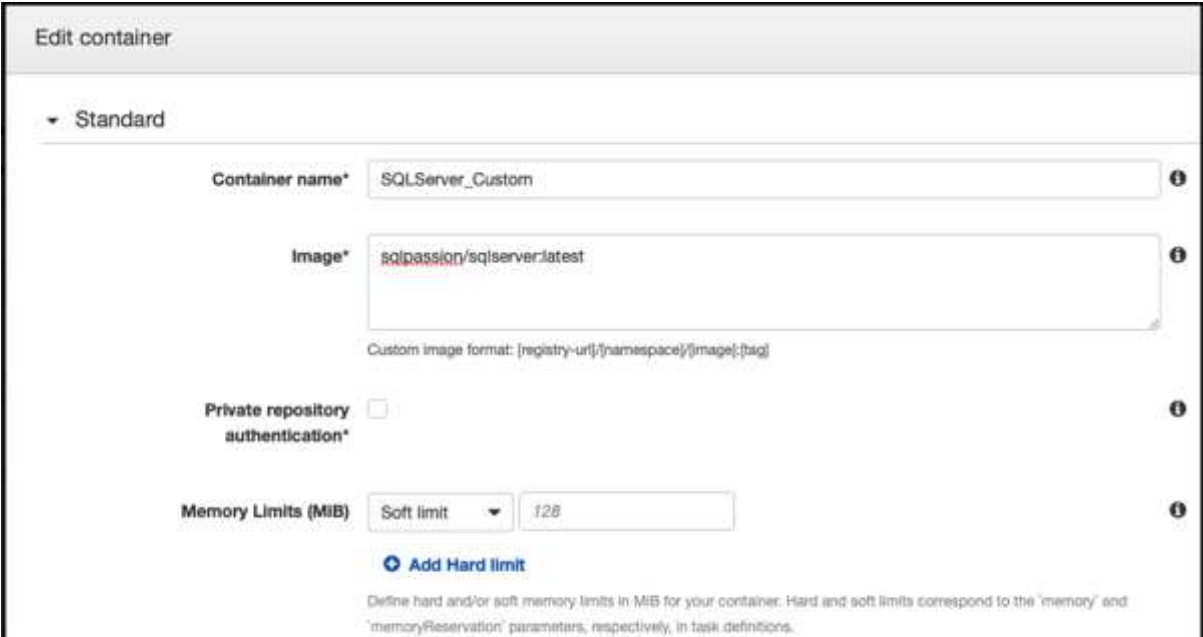 Edit container
Standard
Container name*
SQLServer_Custom
Image*
sqlpassion/sqlserver:latest
Custom image format: [registry-url]/[namespace]/[image]:[tag]
Private repository
authentication*
Memory Limits (MiB)
Soft limit
128
Add Hard limit
Define hard and/or soft memory limits in MiB for your container. Hard and soft limits correspond to the `memory` and
`memoryReservation` parameters, respectively, in task definitions.